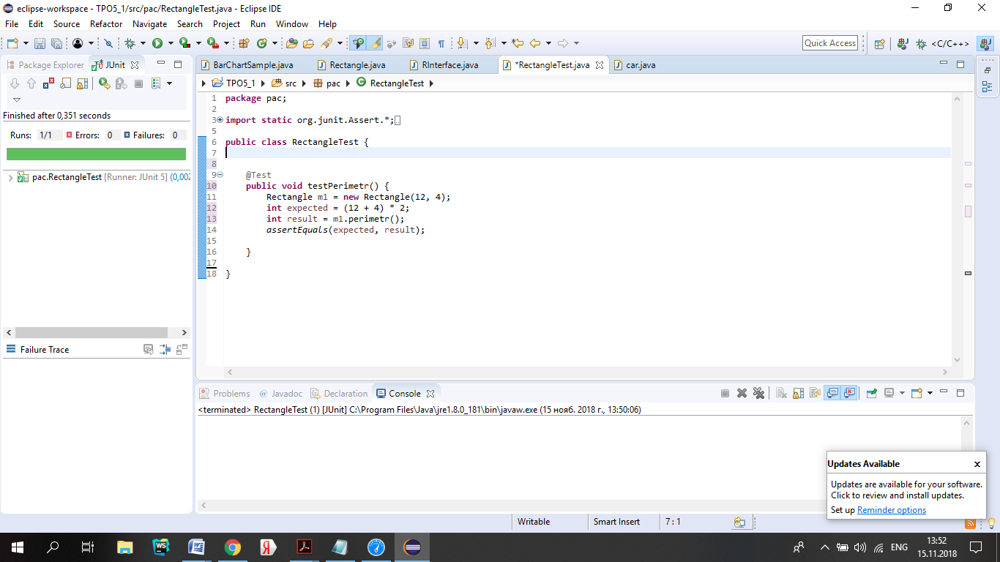 eclipse-workspace - TPO5_1/src/pac/RectangleTest.java - Eclipse IDE
File Edit Source Refactor Navigate Search Project Run Window Help
Quick Access
<C/C++>
Package Explorer JUnit
Finished after 0,351 seconds
Runs: 1/1 Errors: 0 Failures: 0
pac.RectangleTest [Runner: JUnit 5] (0,002
Failure Trace
BarChartSample.java Rectangle.java RInterface.java *RectangleTest.java car.java
TPO5_1 src pac RectangleTest
1 package pac;
2
3 import static org.junit.Assert.*;
5
6 public class RectangleTest {
7
8
9 @Test
10 public void testPerimetr() {
11 Rectangle m1 = new Rectangle(12, 4);
12 int expected = (12 + 4) * 2;
13 int result = m1.perimetr();
14 assertEquals(expected, result);
15
16 }
17
18 }
Problems @ Javadoc Declaration Console
<terminated> RectangleTest (1) [JUnit] C:\Program Files\Java\jre1.8.0_181\bin\javaw.exe (15 нояб. 2018 г., 13:50:06)
Updates Available
Updates are available for your software.
Click to review and install updates.
Set up Reminder options
Writable Smart Insert 7 : 1
WS
Я
ENG
13:52
15.11.2018